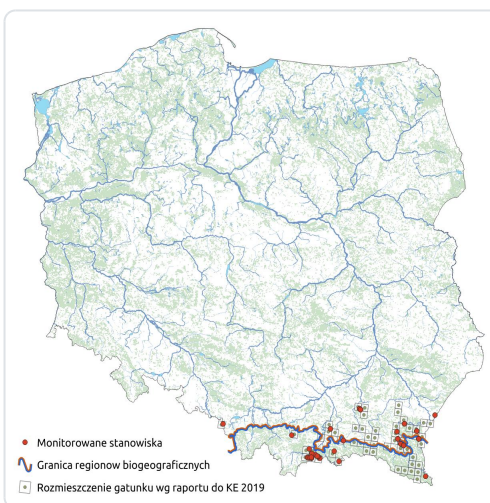 Monitorowane stanowiska
Granica regionow biogeograficznych
Rozmieszczenie gatunku wg raportu do KE 2019